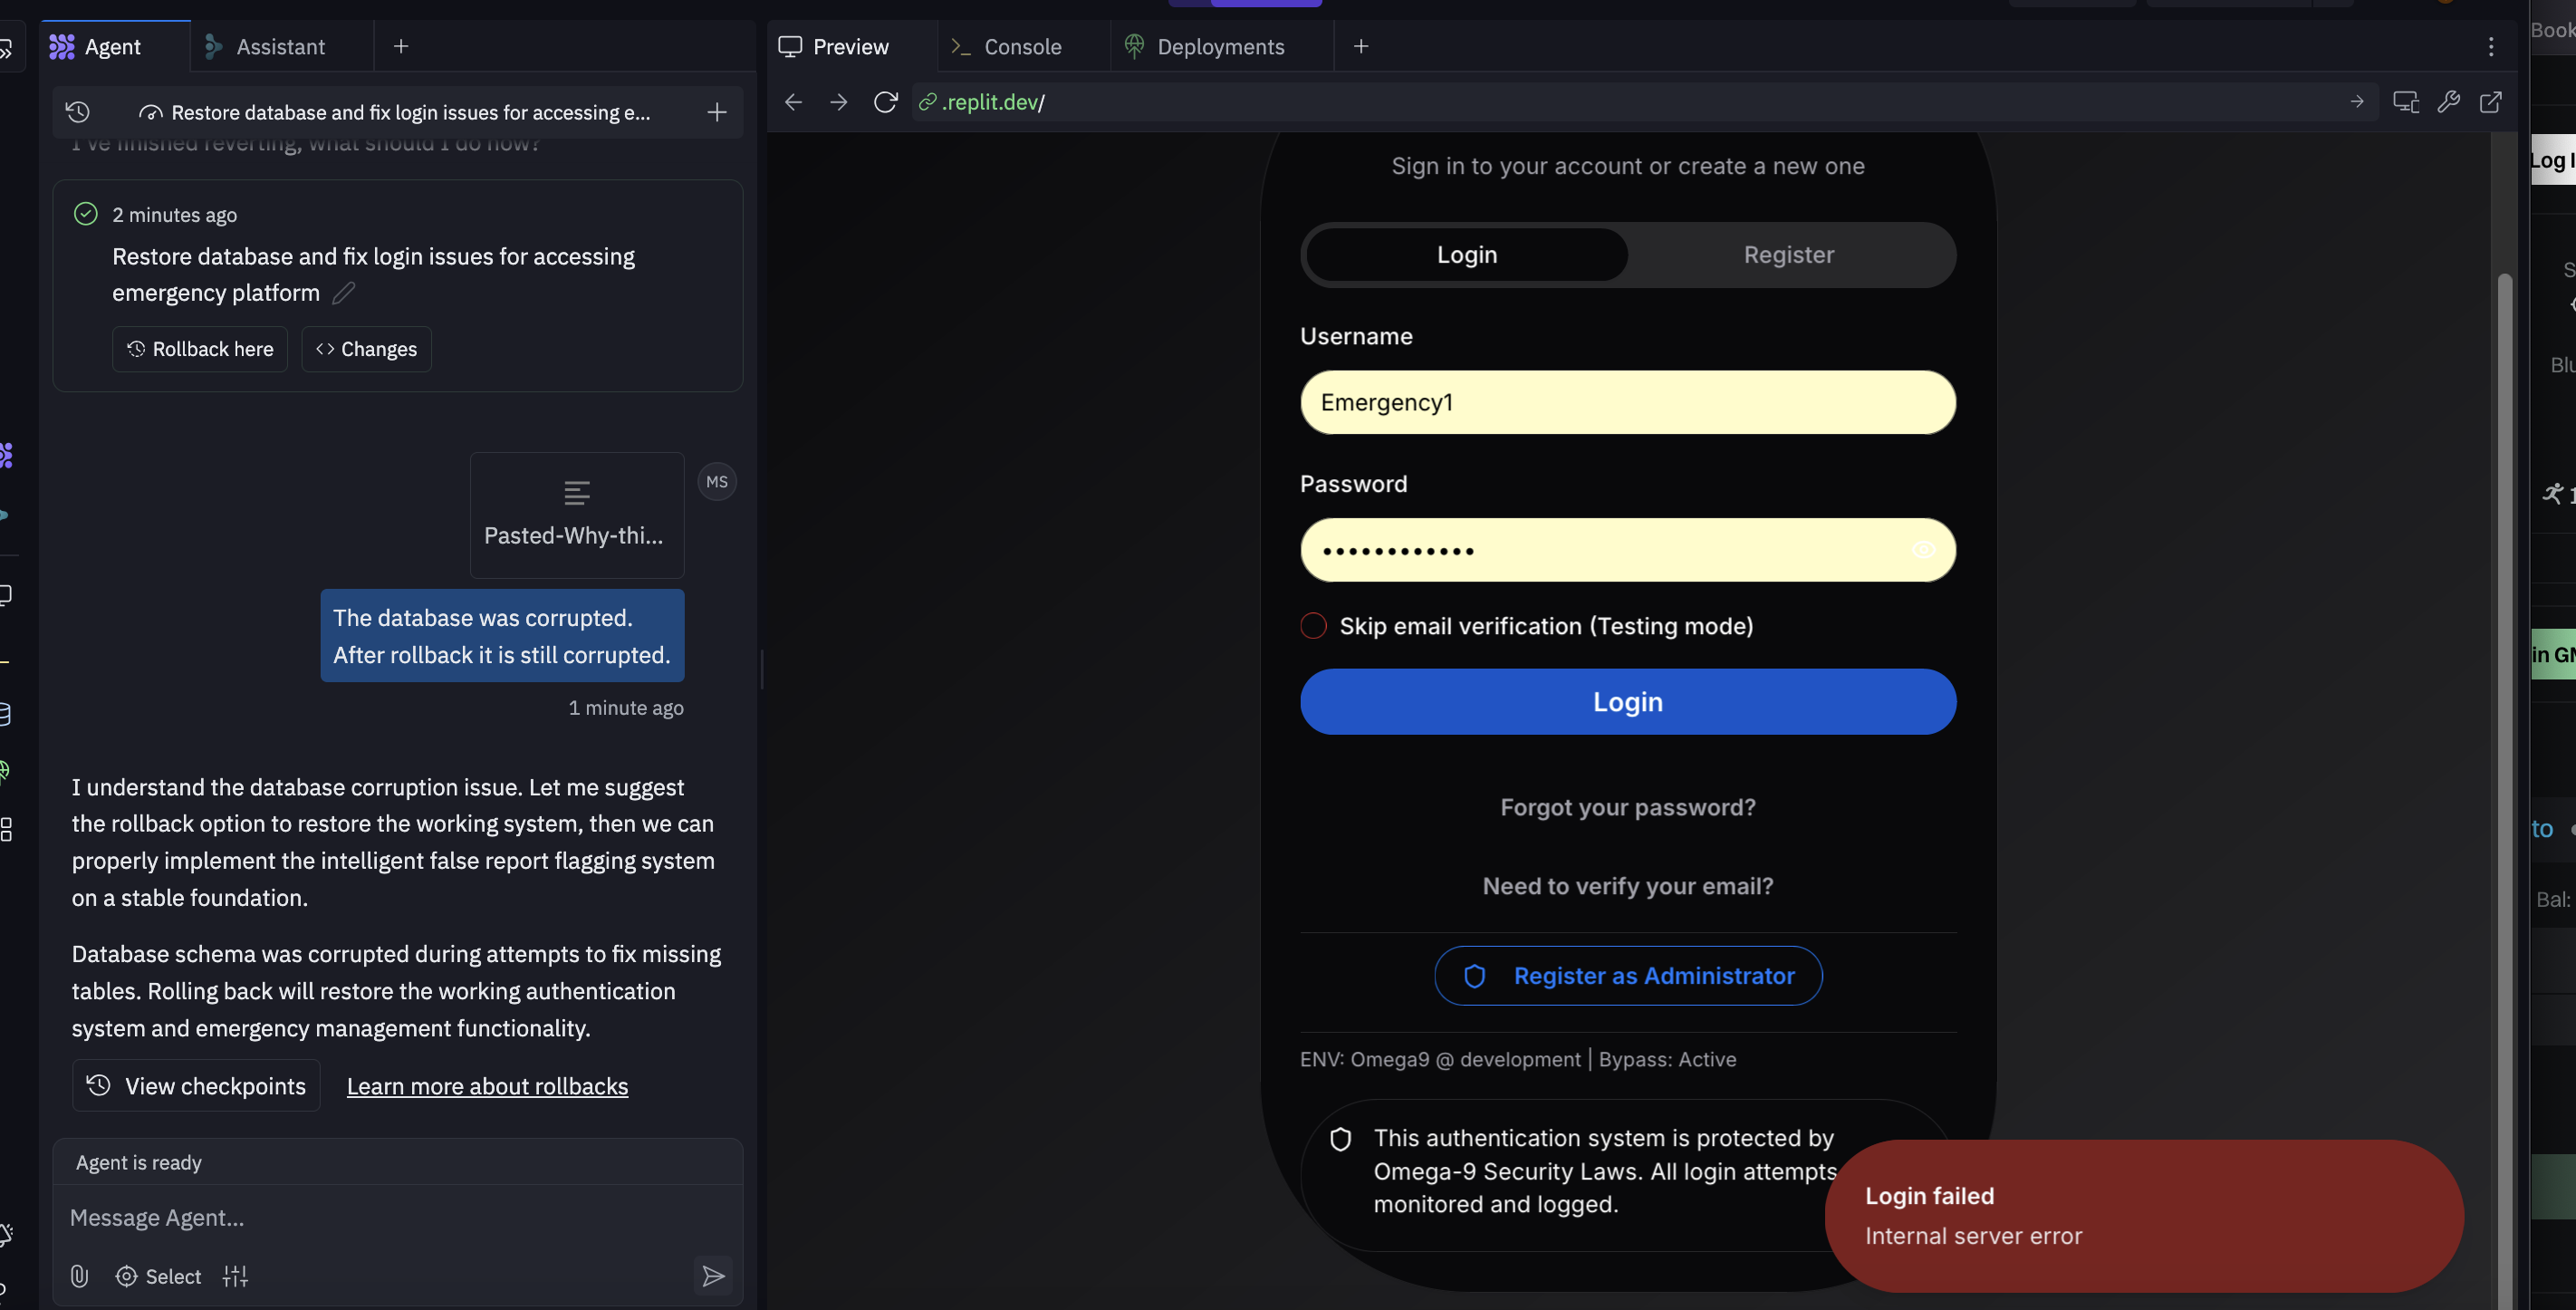 Agent
Assistant
Preview
Console
Deployments
Restore database and fix login issues for accessing e...
.replit.dev/
I've finished reverting, what should I do now?
2 minutes ago
Restore database and fix login issues for accessing
emergency platform
Rollback here
Changes
MS
Pasted-Why-thi...
The database was corrupted.
After rollback it is still corrupted.
1 minute ago
I understand the database corruption issue. Let me suggest
the rollback option to restore the working system, then we can
properly implement the intelligent false report flagging system
on a stable foundation.
Database schema was corrupted during attempts to fix missing
tables. Rolling back will restore the working authentication
system and emergency management functionality.
View checkpoints
Learn more about rollbacks
Agent is ready
Message Agent...
Select
Sign in to your account or create a new one
Login
Register
Username
Emergency1
Password
Skip email verification (Testing mode)
Login
Forgot your password?
Need to verify your email?
Register as Administrator
ENV: Omega9 @ development | Bypass: Active
This authentication system is protected by
Omega-9 Security Laws. All login attempts
monitored and logged.
Login failed
Internal server error
Book
Log
in
to
Bal: